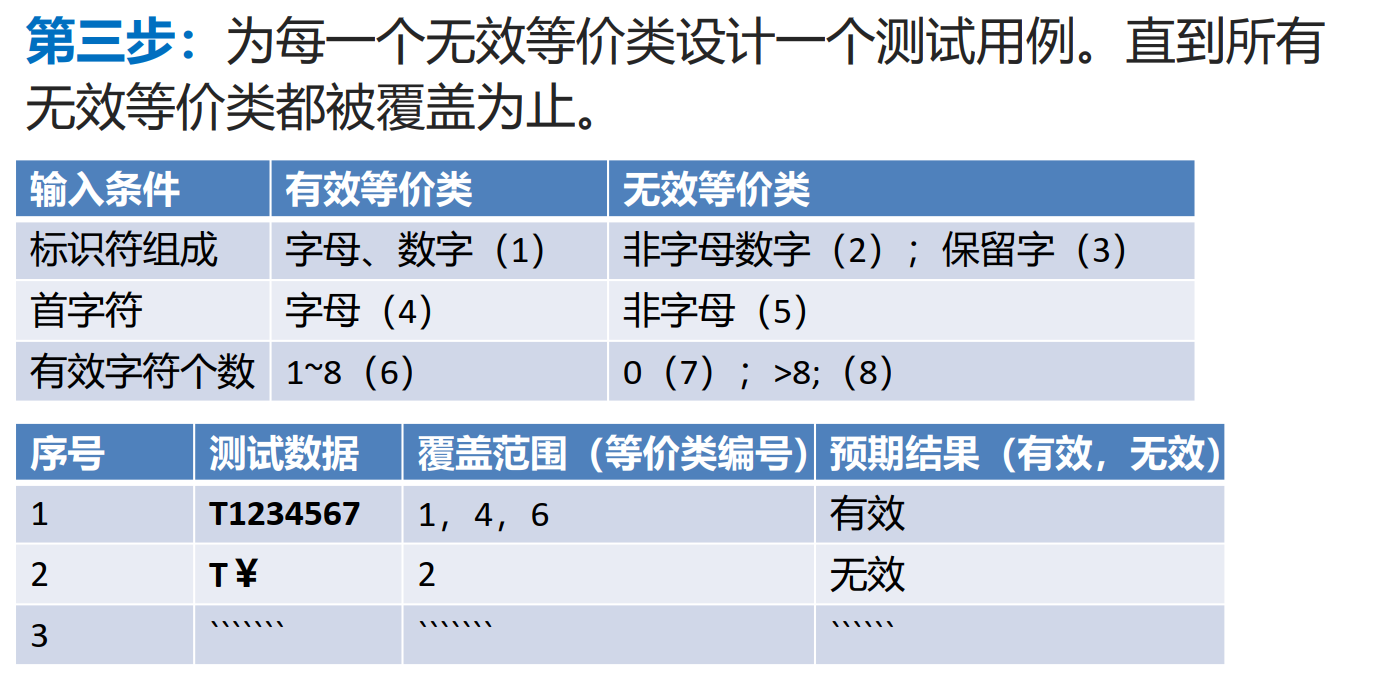 第三步：为每一个无效等价类设计一个测试用例。直到所有
无效等价类都被覆盖为止。
输入条件 有效等价类 无效等价类
标识符组成 字母、数字（1） 非字母数字（2）；保留字（3）
首字符 字母（4） 非字母（5）
有效字符个数 1~8（6） 0（7）；>8;（8）
序号 测试数据 覆盖范围（等价类编号） 预期结果（有效，无效）
1 T1234567 1，4，6 有效
2 T￥ 2 无效
3 ``````` ``````` ``````